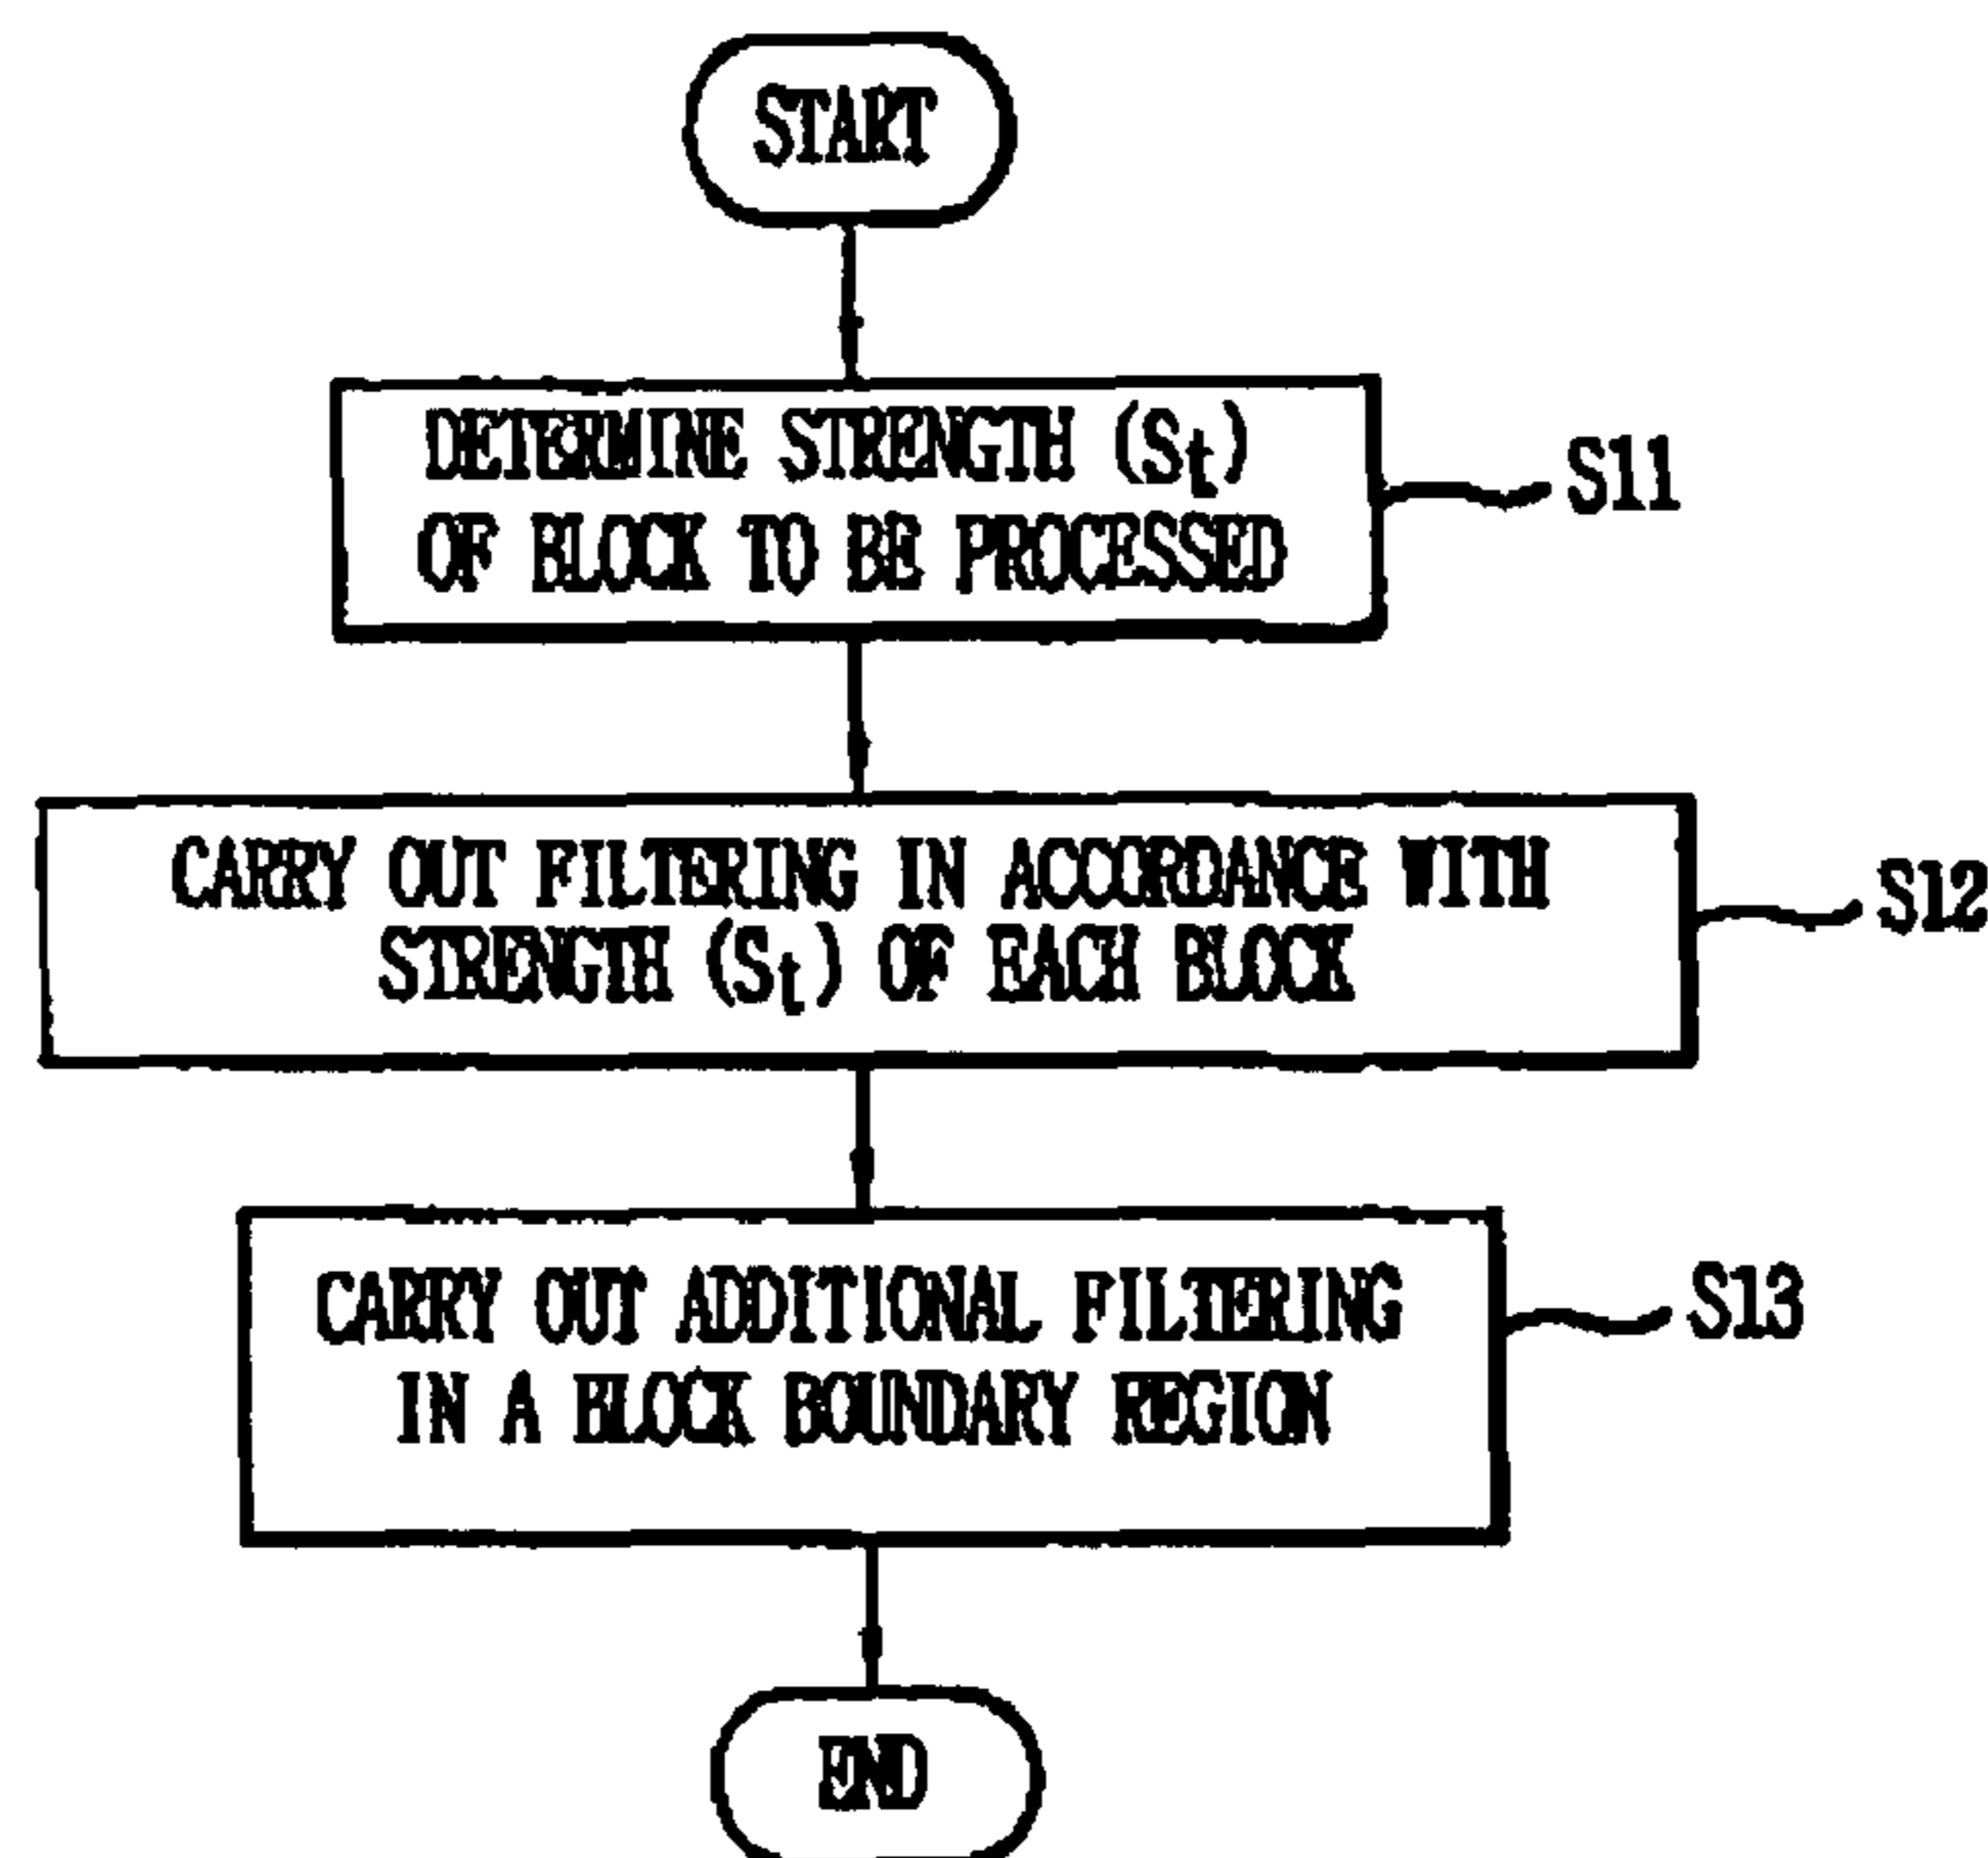 START
DETERMINE STRENGTH (St)
OF BLOCK TO BE PROCESSED
S11
CARRY OUT FILTERING IN ACCORDANCE WITH
STRENGTH (St) OF EACH BLOCK
S12
CARRY OUT ADDITIONAL FILTERING
IN A BLOCK BOUNDARY REGION
S13
END